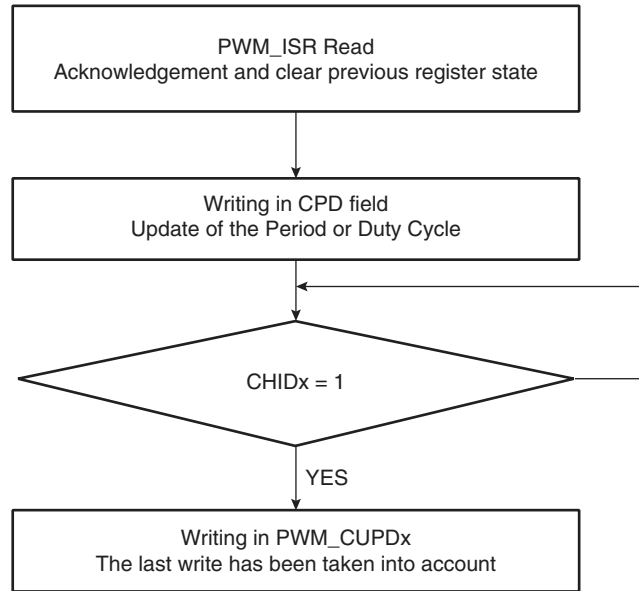 PWM_ISR Read
Acknowledgement and clear previous register state
Writing in CPD field
Update of the Period or Duty Cycle
CHIDx = 1
YES
Writing in PWM_CUPDx
The last write has been taken into account